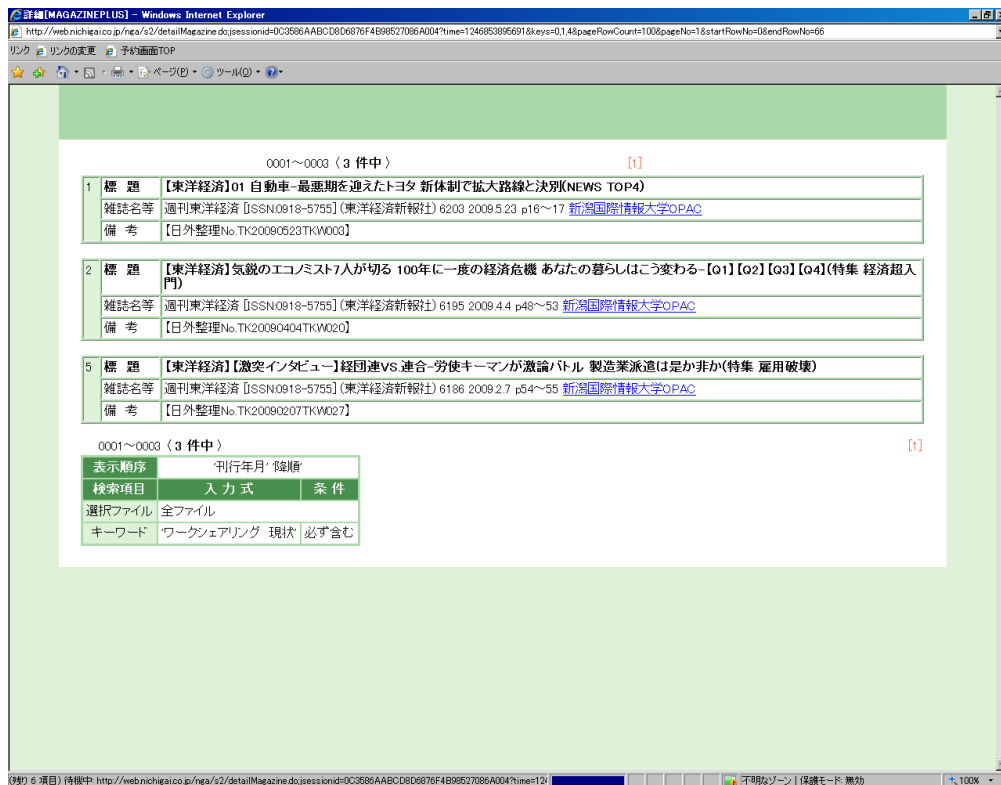 詳細[MAGAZINEPLUS] - Windows Internet Explorer
http://web.nichigai.co.jp/nga/s2/detailMagazine.do;jsessionid=0C3586AABCD8D6876F4B98527086A004?time=1246853895691&keys=0,1,4&pageRowCount=100&pageNo=1&startRowNo=0&endRowNo=66
リンク リンクの変更 予約画面TOP
ページ(P) ツール(O)
0001～0003 〈 3 件中 〉 [1]
1 標 題 【東洋経済】01 自動車-最悪期を迎えたトヨタ 新体制で拡大路線と決別(NEWS TOP4)
雑誌名等 週刊東洋経済 [ISSN:0918-5755] (東洋経済新報社) 6203 2009.5.23 p16～17 新潟国際情報大学OPAC
備 考 【日外整理No.TK20090523TKW003】
2 標 題 【東洋経済】気鋭のエコノミスト7人が切る 100年に一度の経済危機 あなたの暮らしはこう変わる-【Q1】【Q2】【Q3】【Q4】(特集 経済超入
門)
雑誌名等 週刊東洋経済 [ISSN:0918-5755] (東洋経済新報社) 6195 2009.4.4 p48～53 新潟国際情報大学OPAC
備 考 【日外整理No.TK20090404TKW020】
5 標 題 【東洋経済】【激突インタビュー】経団連VS.連合-労使キーマンが激論バトル 製造業派遣は是か非か(特集 雇用破壊)
雑誌名等 週刊東洋経済 [ISSN:0918-5755] (東洋経済新報社) 6186 2009.2.7 p54～55 新潟国際情報大学OPAC
備 考 【日外整理No.TK20090207TKW027】
0001～0003 〈 3 件中 〉 [1]
表示順序 '刊行年月' '降順'
検索項目 入 力 式 条 件
選択ファイル 全ファイル
キーワード 'ワークシェアリング 現状' 必ず含む
(残り 6 項目) 待機中: http://web.nichigai.co.jp/nga/s2/detailMagazine.do;jsessionid=0C3586AABCD8D6876F4B98527086A004?time=124 不明なゾーン | 保護モード: 無効 100%